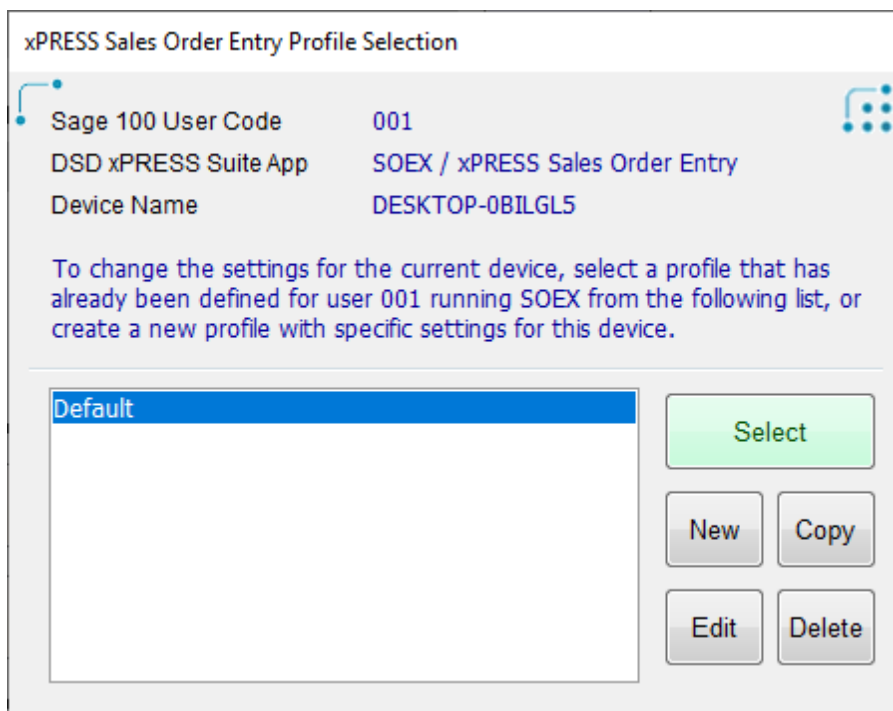 xPRESS Sales Order Entry Profile Selection
Sage 100 User Code 001
DSD xPRESS Suite App SOEX / xPRESS Sales Order Entry
Device Name DESKTOP-0BILGL5
To change the settings for the current device, select a profile that has
already been defined for user 001 running SOEX from the following list, or
create a new profile with specific settings for this device.
Default
Select
New Copy
Edit Delete